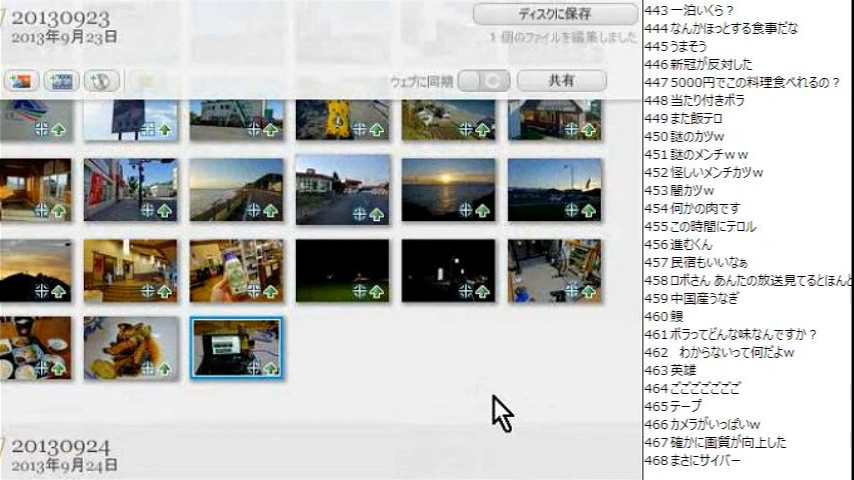 20130923
2013年9月23日
ディスクに保存
1 個のファイルを編集しました
ウェブに同期
共有
20130924
2013年9月24日
443 一泊いくら？
444 なんかほっとする食事だな
445 うまそう
446 新冠が反対した
447 5000円でこの料理食べれるの？
448 当たり付きボラ
449 また飯テロ
450 謎のカツw
451 謎のメンチｗｗ
452 怪しいメンチカツw
453 闇カツw
454 何かの肉です
455 この時間にテロル
456 進むくん
457 民宿もいいなぁ
458 ロボさん あんたの放送見てるとほんと
459 中国産うなぎ
460 鏡
461 ボラってどんな味なんですか？
462　わからないって何だよw
463 英雄
464 ごごごごごごご
465 テープ
466 カメラがいっぱいw
467 確かに画質が向上した
468 まさにサイバー